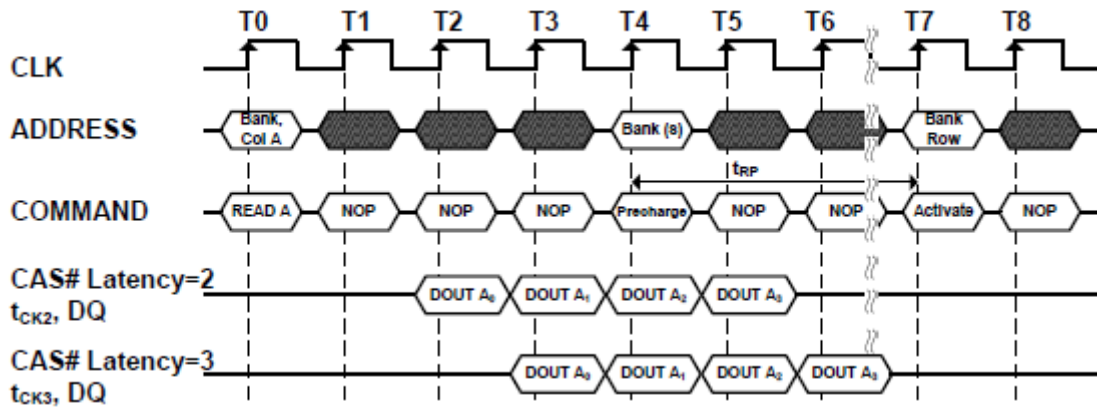 T0 T1 T2 T3 T4 T5 T6 T7 T8
CLK
ADDRESS Bank, Col A Bank (s) Bank Row
tRP
COMMAND READ A NOP NOP NOP Precharge NOP NOP Activate NOP
CAS# Latency=2
tCK2, DQ DOUT A0 DOUT A1 DOUT A2 DOUT A3
CAS# Latency=3
tCK3, DQ DOUT A0 DOUT A1 DOUT A2 DOUT A3